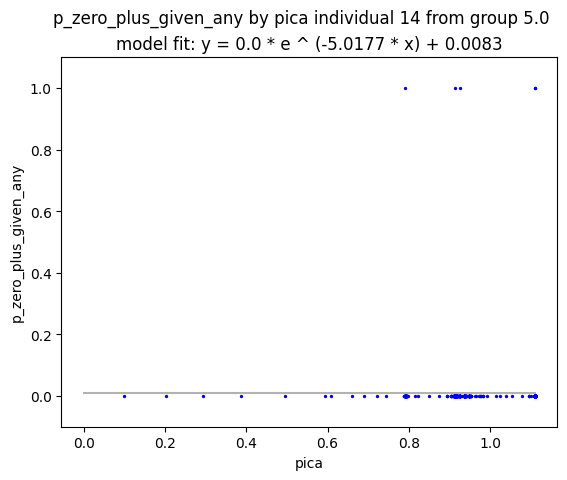 p_zero_plus_given_any by pica individual 14 from group 5.0
model fit: y = 0.0 * e ^ (-5.0177 * x) + 0.0083
p_zero_plus_given_any
1.0
0.8
0.6
0.4
0.2
0.0
0.0 0.2 0.4 0.6 0.8 1.0
pica